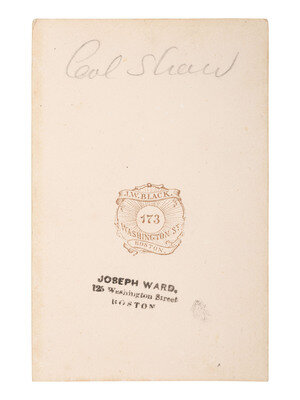 Col Shaw
J.W. BLACK.
173
WASHINGTON ST.
BOSTON.
JOSEPH WARD,
125 Washington Street
BOSTON